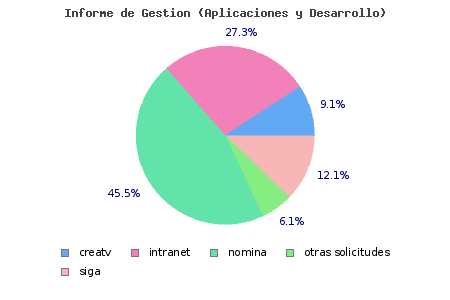 Informe de Gestion (Aplicaciones y Desarrollo)
27.3%
9.1%
12.1%
45.5%
6.1%
creatv intranet nomina otras solicitudes
siga